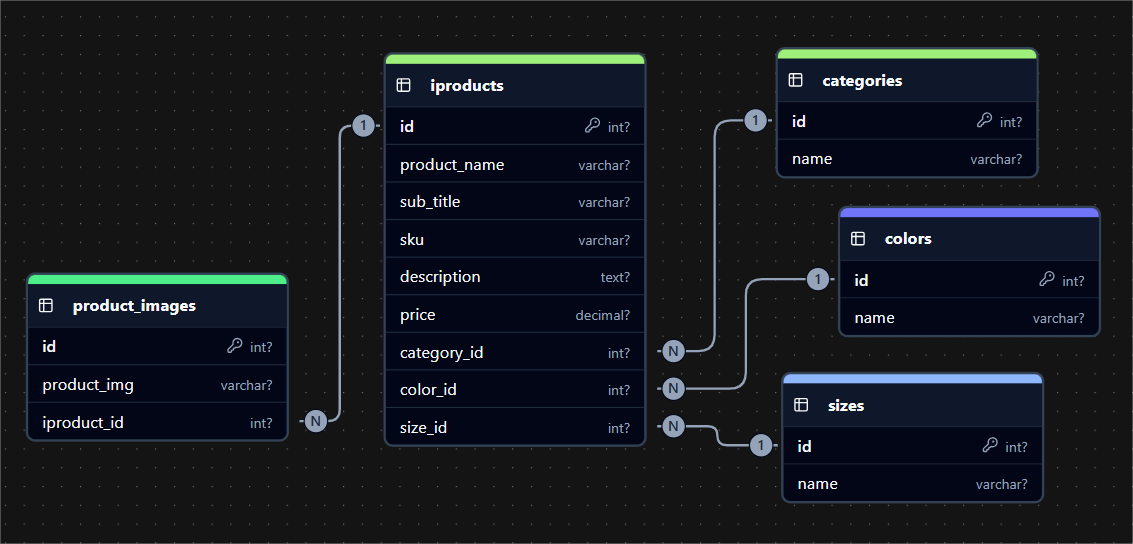 iproducts
id int?
product_name varchar?
sub_title varchar?
sku varchar?
description text?
price decimal?
category_id int?
color_id int?
size_id int?
1
N
N
N
categories
id int?
name varchar?
1
colors
id int?
name varchar?
1
sizes
id int?
name varchar?
1
product_images
id int?
product_img varchar?
iproduct_id int?
N